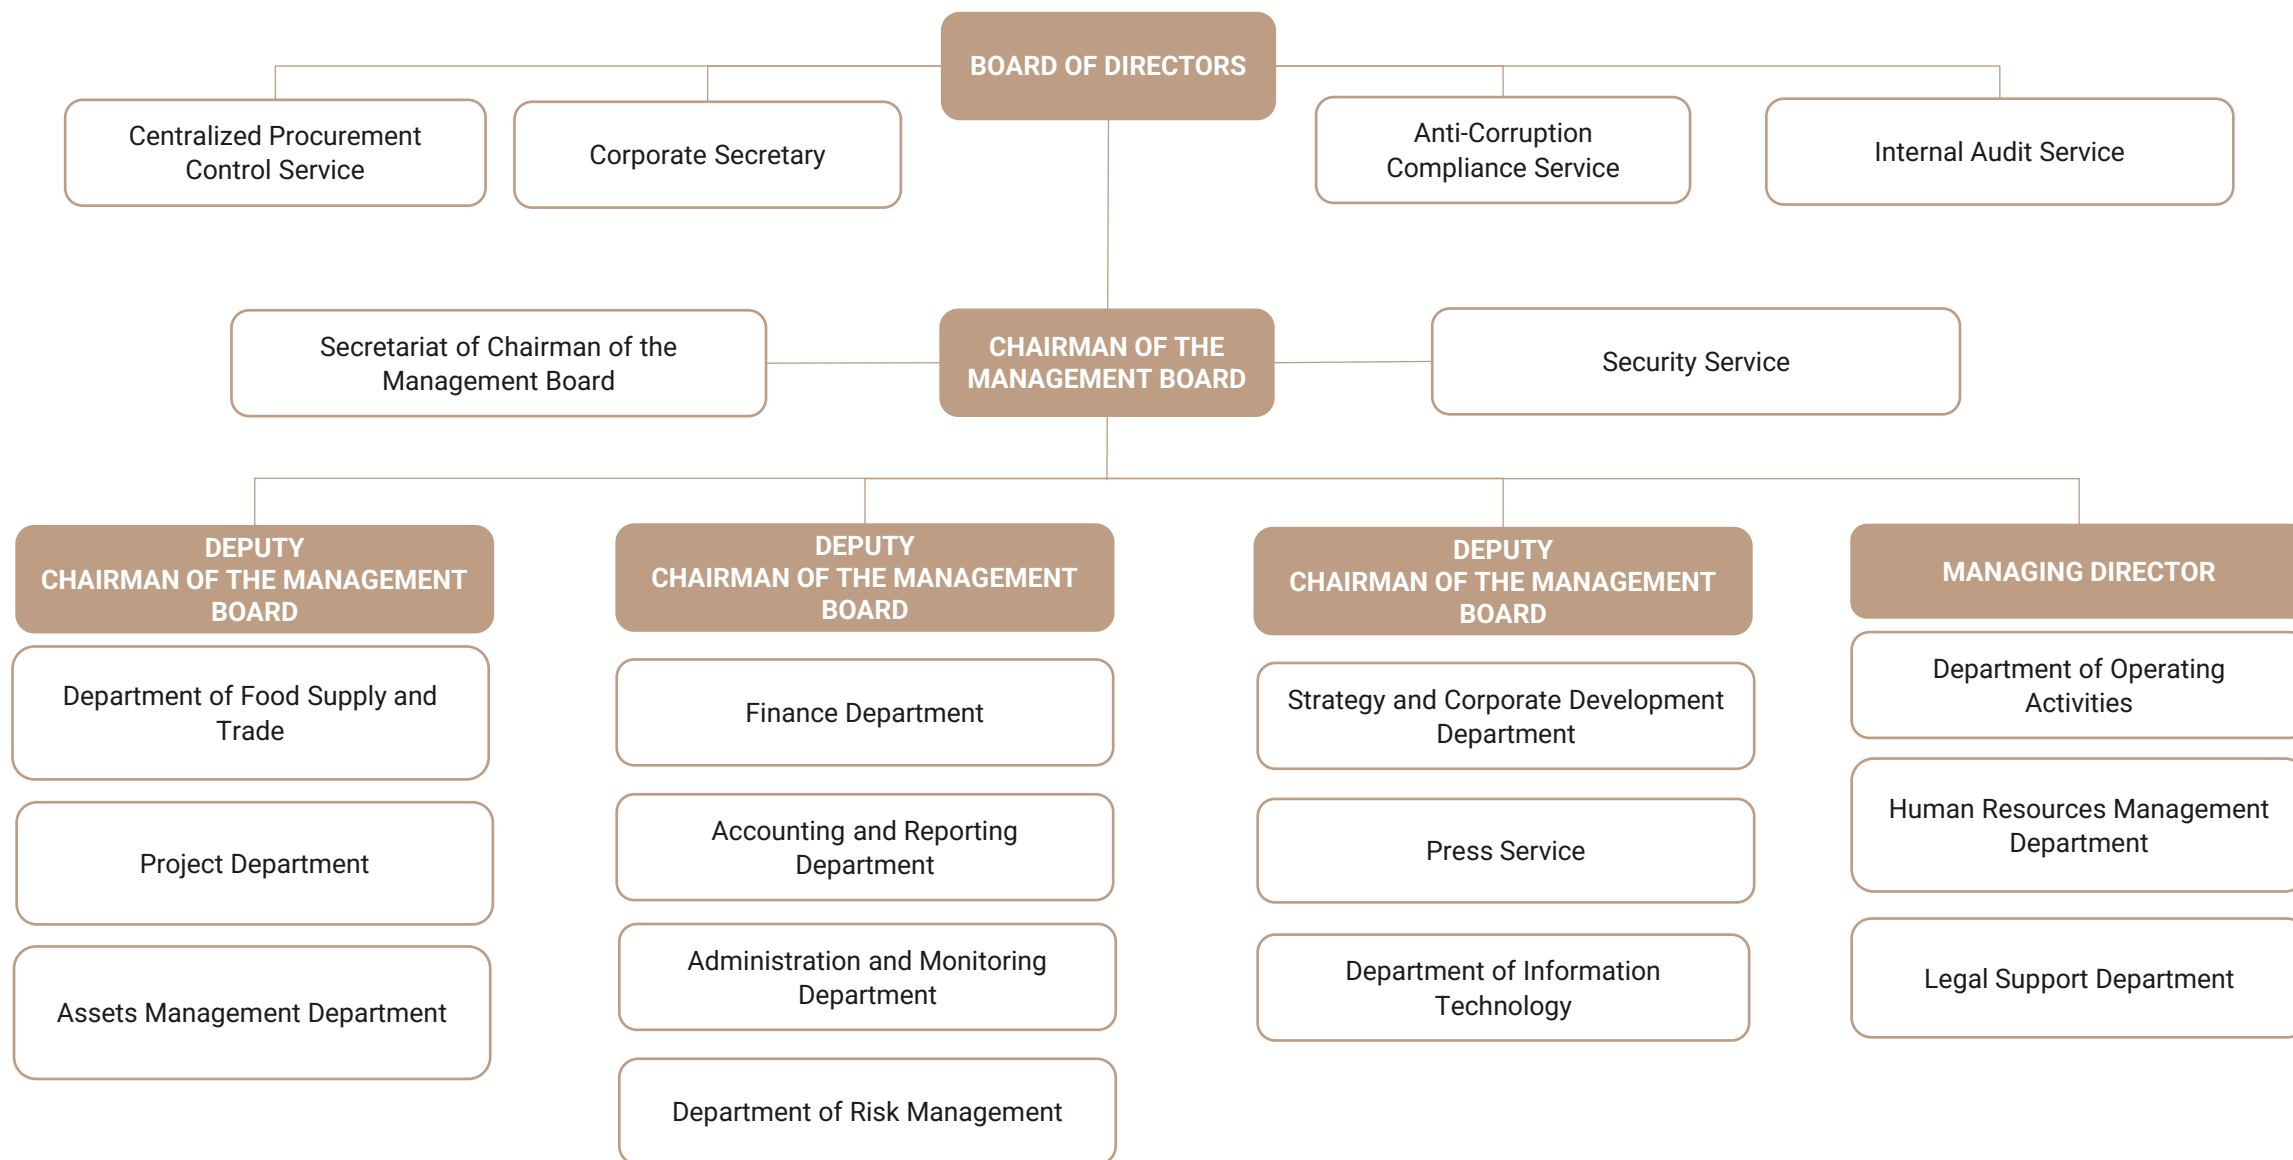 BOARD OF DIRECTORS
Centralized Procurement
Control Service
Corporate Secretary
Anti-Corruption
Compliance Service
Internal Audit Service
Secretariat of Chairman of the
Management Board
CHAIRMAN OF THE
MANAGEMENT BOARD
Security Service
DEPUTY
CHAIRMAN OF THE MANAGEMENT
BOARD
Department of Food Supply and
Trade
Project Department
Assets Management Department
DEPUTY
CHAIRMAN OF THE MANAGEMENT
BOARD
Finance Department
Accounting and Reporting
Department
Administration and Monitoring
Department
Department of Risk Management
DEPUTY
CHAIRMAN OF THE MANAGEMENT
BOARD
Strategy and Corporate Development
Department
Press Service
Department of Information
Technology
MANAGING DIRECTOR
Department of Operating
Activities
Human Resources Management
Department
Legal Support Department